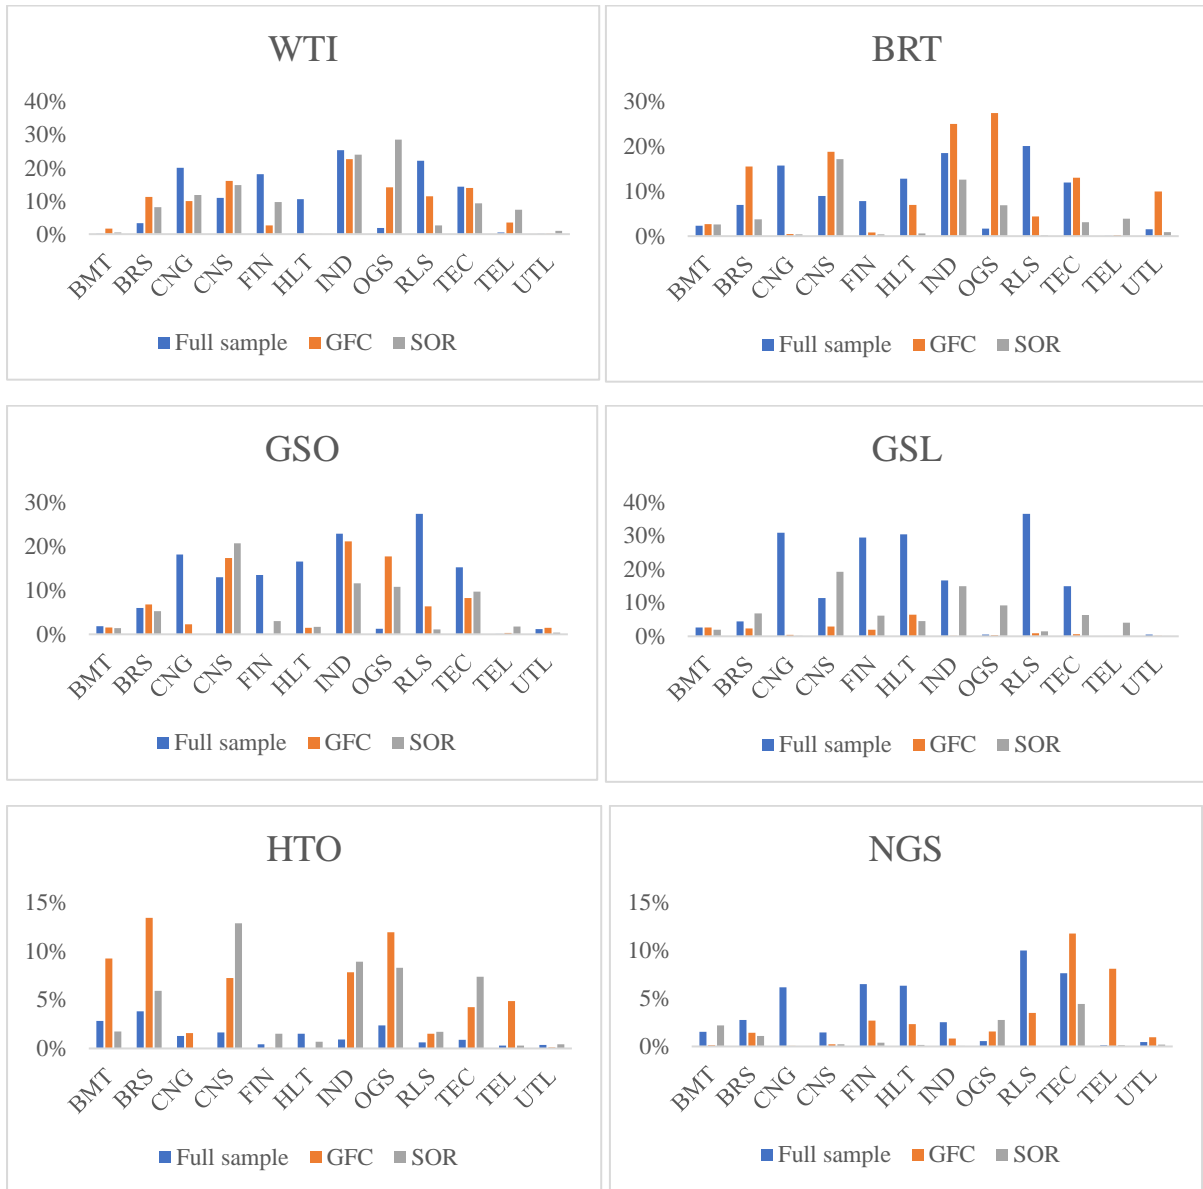 WTI
40%
30%
20%
10%
0%
BMT
BRS
CNG
CNS
FIN
HLT
IND
OGS
RLS
TEC
TEL
UTL
Full sample GFC SOR
BRT
30%
20%
10%
0%
BMT
BRS
CNG
CNS
FIN
HLT
IND
OGS
RLS
TEC
TEL
UTL
Full sample GFC SOR
GSO
30%
20%
10%
0%
BMT
BRS
CNG
CNS
FIN
HLT
IND
OGS
RLS
TEC
TEL
UTL
Full sample GFC SOR
GSL
40%
30%
20%
10%
0%
BMT
BRS
CNG
CNS
FIN
HLT
IND
OGS
RLS
TEC
TEL
UTL
Full sample GFC SOR
HTO
15%
10%
5%
0%
BMT
BRS
CNG
CNS
FIN
HLT
IND
OGS
RLS
TEC
TEL
UTL
Full sample GFC SOR
NGS
15%
10%
5%
0%
BMT
BRS
CNG
CNS
FIN
HLT
IND
OGS
RLS
TEC
TEL
UTL
Full sample GFC SOR